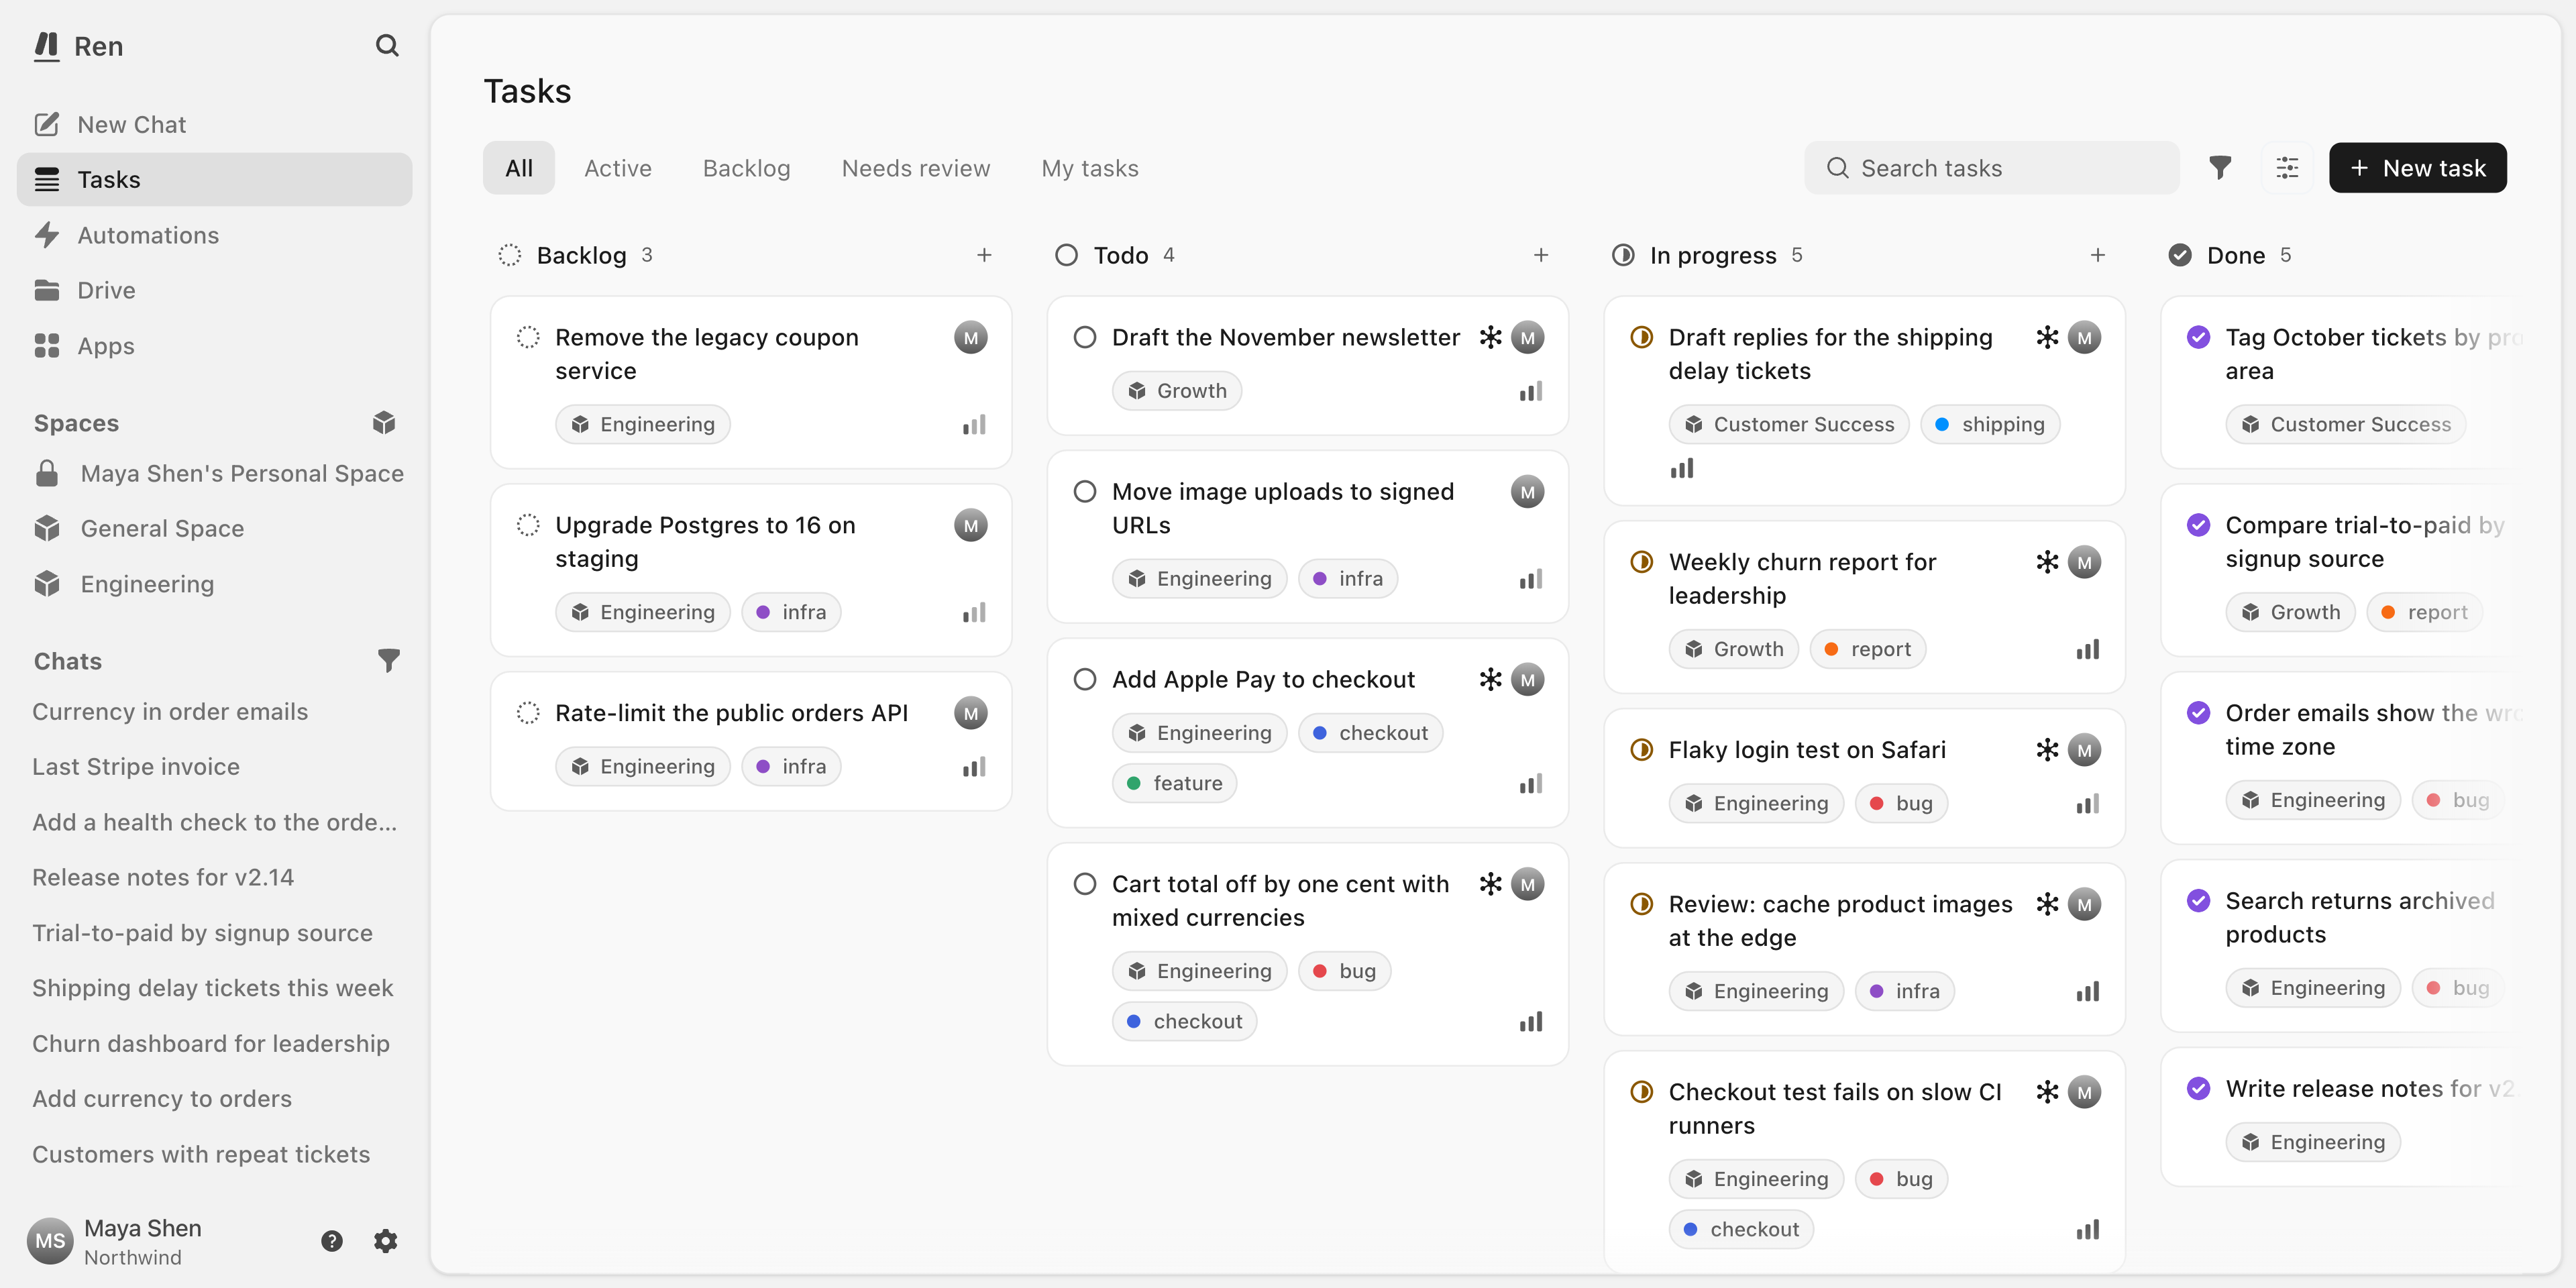 Ren
New Chat
Tasks
Automations
Drive
Apps
Spaces
Maya Shen's Personal Space
General Space
Engineering
Chats
Currency in order emails
Last Stripe invoice
Add a health check to the orde...
Release notes for v2.14
Trial-to-paid by signup source
Shipping delay tickets this week
Churn dashboard for leadership
Add currency to orders
Customers with repeat tickets
MS
Maya Shen
Northwind
Tasks
All
Active
Backlog
Needs review
My tasks
Search tasks
New task
Backlog 3
Remove the legacy coupon
service
M
Engineering
Upgrade Postgres to 16 on
staging
M
Engineering
infra
Rate-limit the public orders API
M
Engineering
infra
Todo 4
Draft the November newsletter
M
Growth
Move image uploads to signed
URLs
M
Engineering
infra
Add Apple Pay to checkout
M
Engineering
checkout
feature
Cart total off by one cent with
mixed currencies
M
Engineering
bug
checkout
In progress 5
Draft replies for the shipping
delay tickets
M
Customer Success
shipping
Weekly churn report for
leadership
M
Growth
report
Flaky login test on Safari
M
Engineering
bug
Review: cache product images
at the edge
M
Engineering
infra
Checkout test fails on slow CI
runners
M
Engineering
bug
checkout
Done 5
Tag October tickets by
area
Customer Success
Compare trial-to-paid by
signup source
Growth
report
Order emails show the
time zone
Engineering
bug
Search returns archived
products
Engineering
bug
Write release notes for
Engineering